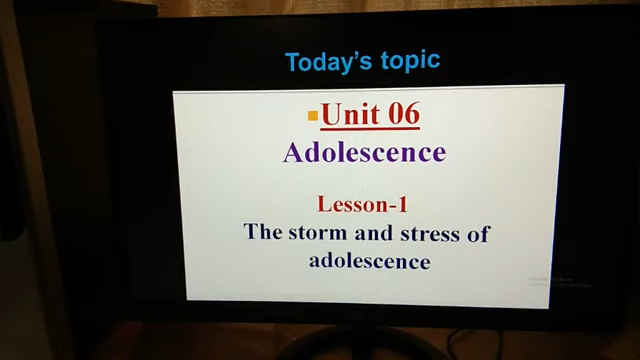 Today's topic
Unit 06
Adolescence
Lesson-1
The storm and stress of
adolescence